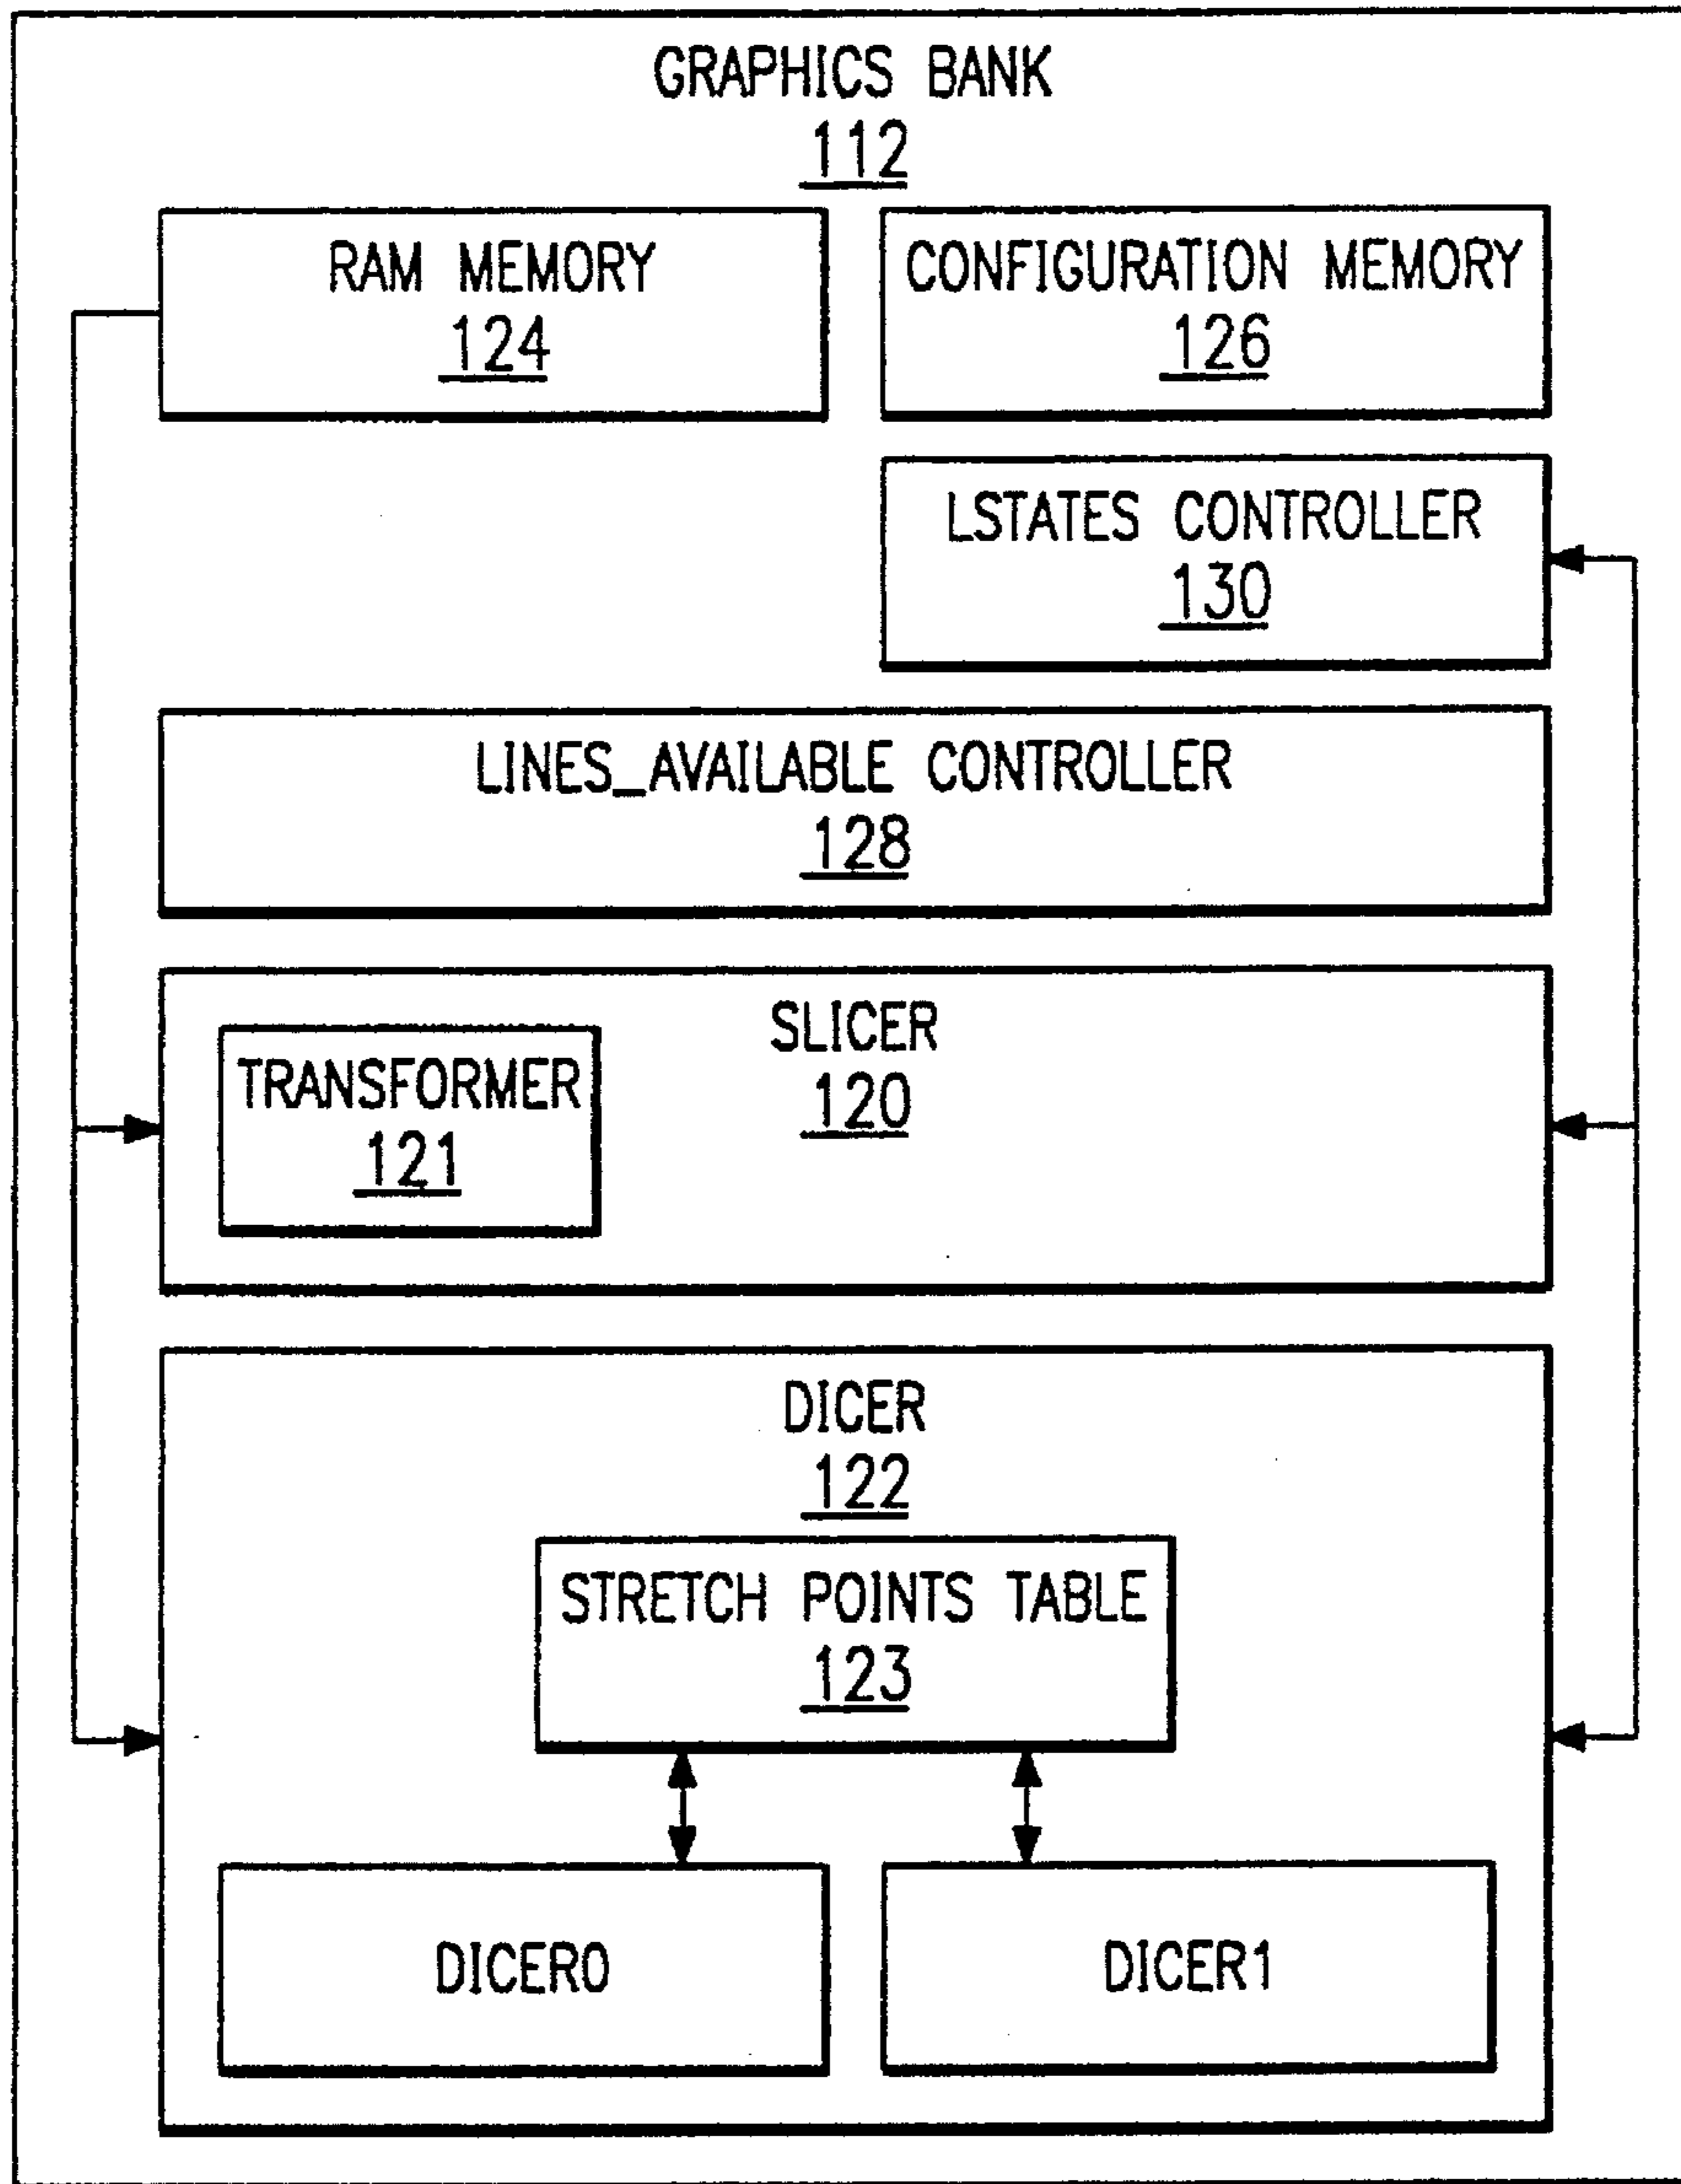 GRAPHICS BANK
112
RAM MEMORY
124
CONFIGURATION MEMORY
126
LSTATES CONTROLLER
130
LINES_AVAILABLE CONTROLLER
128
SLICER
120
TRANSFORMER
121
DICER
122
STRETCH POINTS TABLE
123
DICER0
DICER1